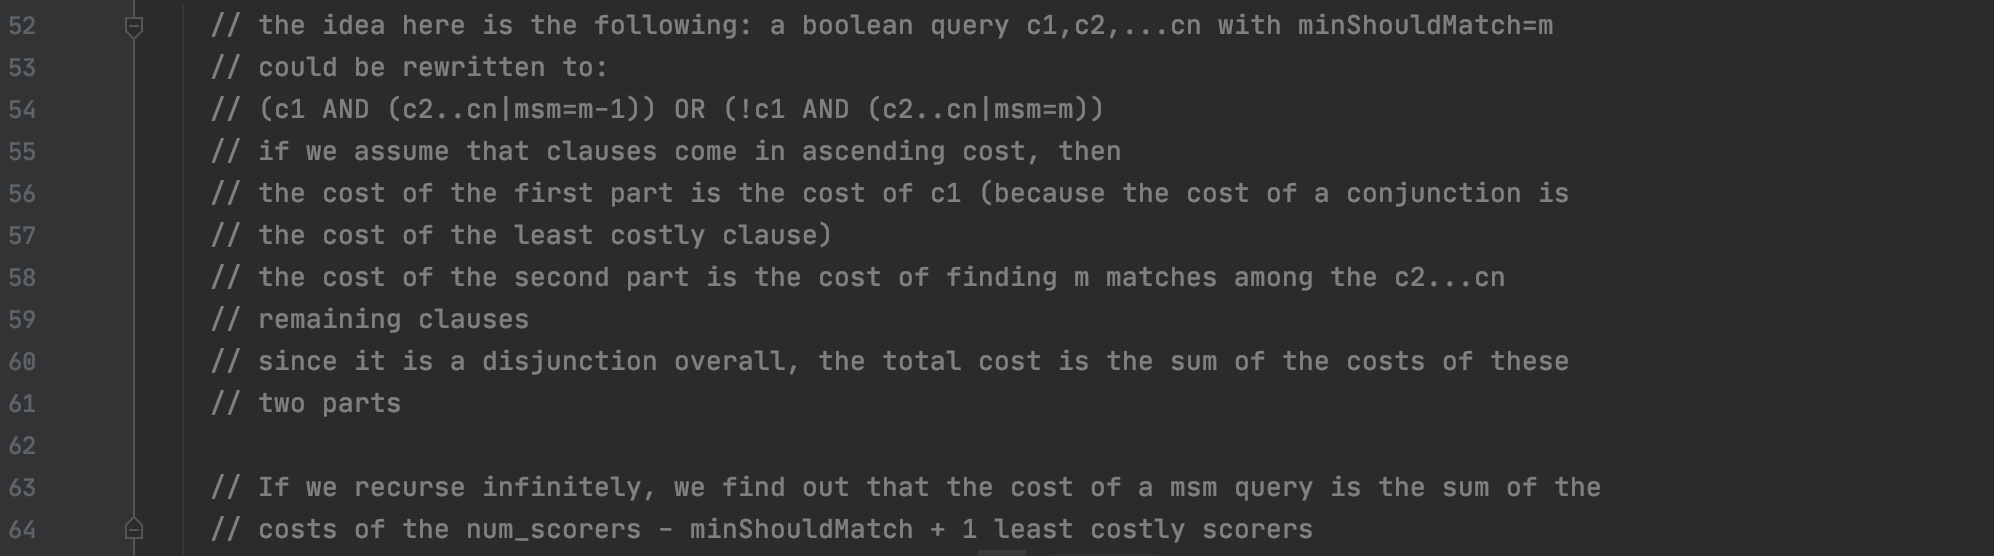 52 // the idea here is the following: a boolean query c1,c2,...cn with minShouldMatch=m
53 // could be rewritten to:
54 // (c1 AND (c2..cn|msm=m-1)) OR (!c1 AND (c2..cn|msm=m))
55 // if we assume that clauses come in ascending cost, then
56 // the cost of the first part is the cost of c1 (because the cost of a conjunction is
57 // the cost of the least costly clause)
58 // the cost of the second part is the cost of finding m matches among the c2...cn
59 // remaining clauses
60 // since it is a disjunction overall, the total cost is the sum of the costs of these
61 // two parts
62
63 // If we recurse infinitely, we find out that the cost of a msm query is the sum of the
64 // costs of the num_scorers - minShouldMatch + 1 least costly scorers